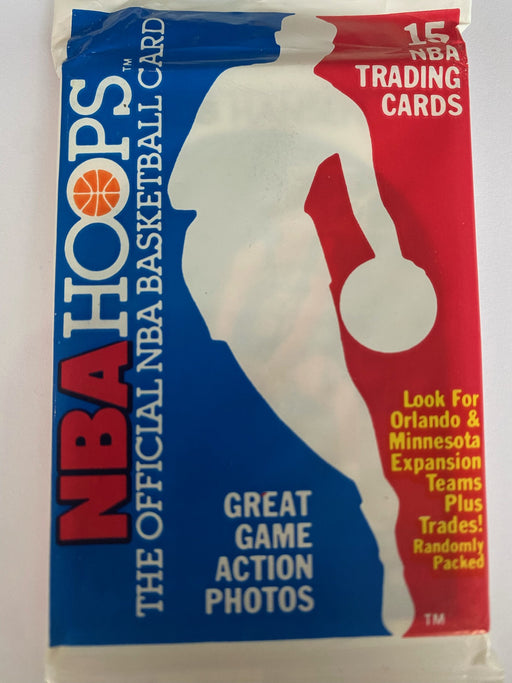 15
NBA
TRADING
CARDS
NBA HOOPS™
THE OFFICIAL NBA BASKETBALL CARD
Look For
Orlando &
Minnesota
Expansion
Teams
Plus
Trades!
Randomly
Packed
GREAT
GAME
ACTION
PHOTOS
TM